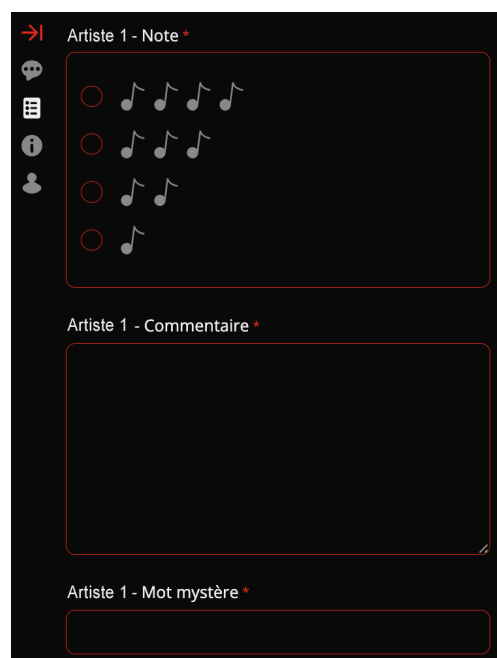 Artiste 1 - Note *
Artiste 1 - Commentaire *
Artiste 1 - Mot mystère *